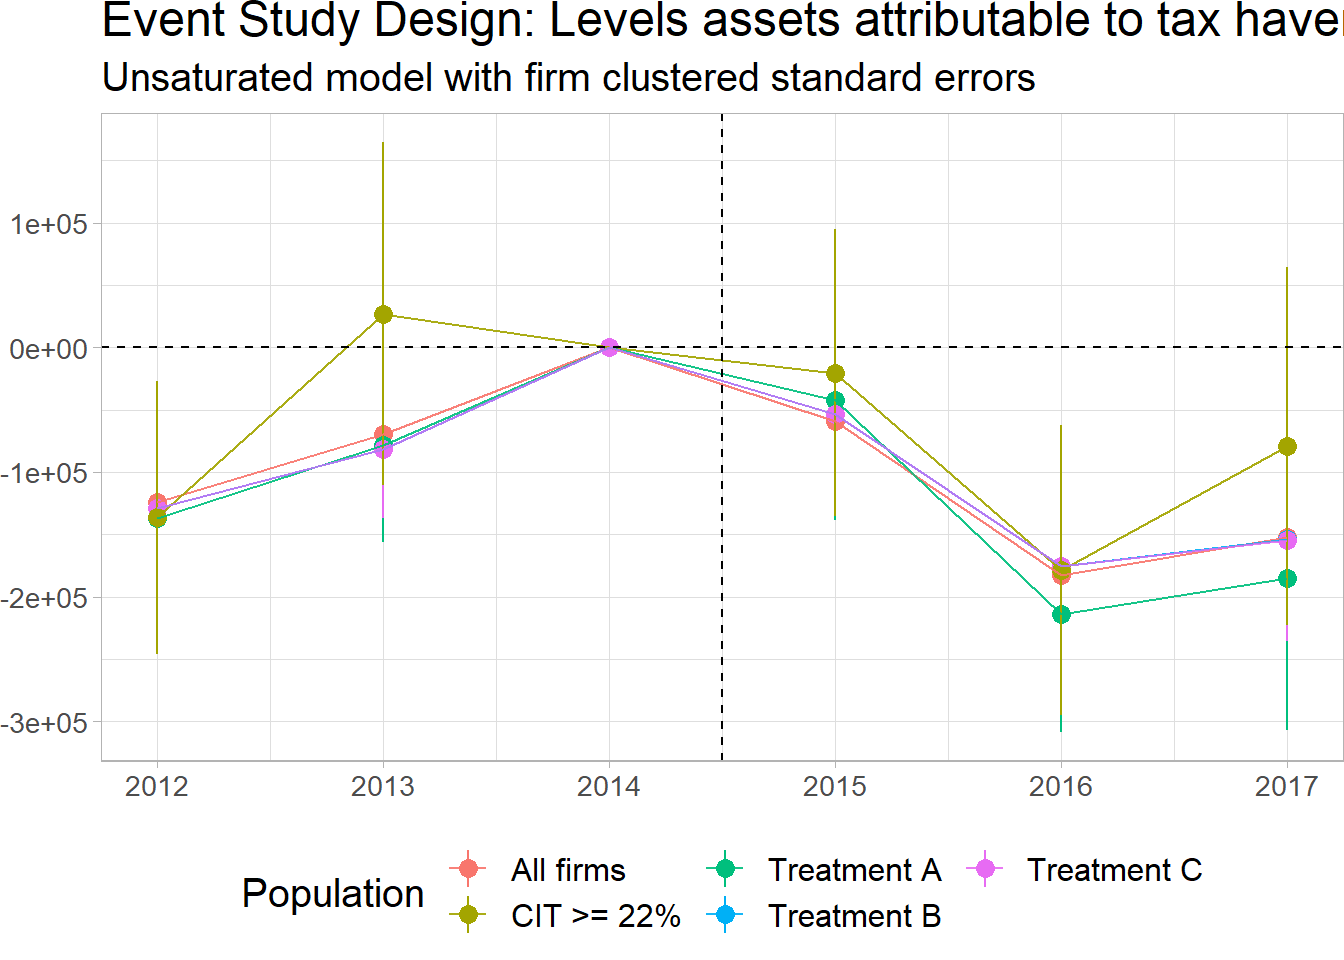 Event Study Design: Levels assets attributable to tax haven
Unsaturated model with firm clustered standard errors
1e+05
0e+00
-1e+05
-2e+05
-3e+05
2012 2013 2014 2015 2016 2017
Population
All firms Treatment A Treatment C
CIT >= 22% Treatment B